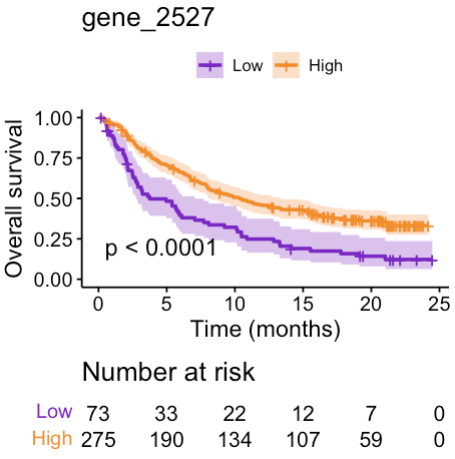 gene_2527
Low High
Overall survival
1.00
0.75
0.50
0.25
0.00
p < 0.0001
0 5 10 15 20 25
Time (months)
Number at risk
Low 73 33 22 12 7 0
High 275 190 134 107 59 0